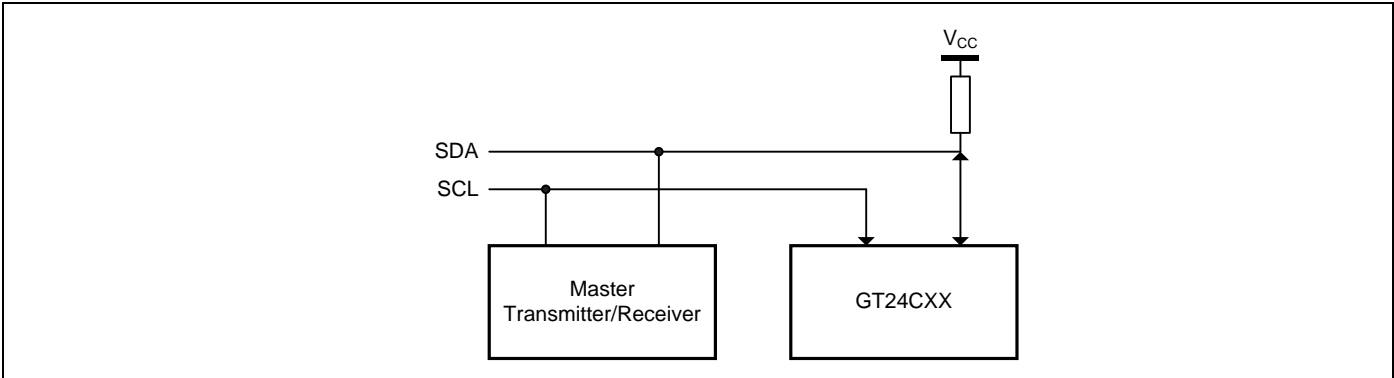 VCC
SDA
SCL
Master
Transmitter/Receiver
GT24CXX